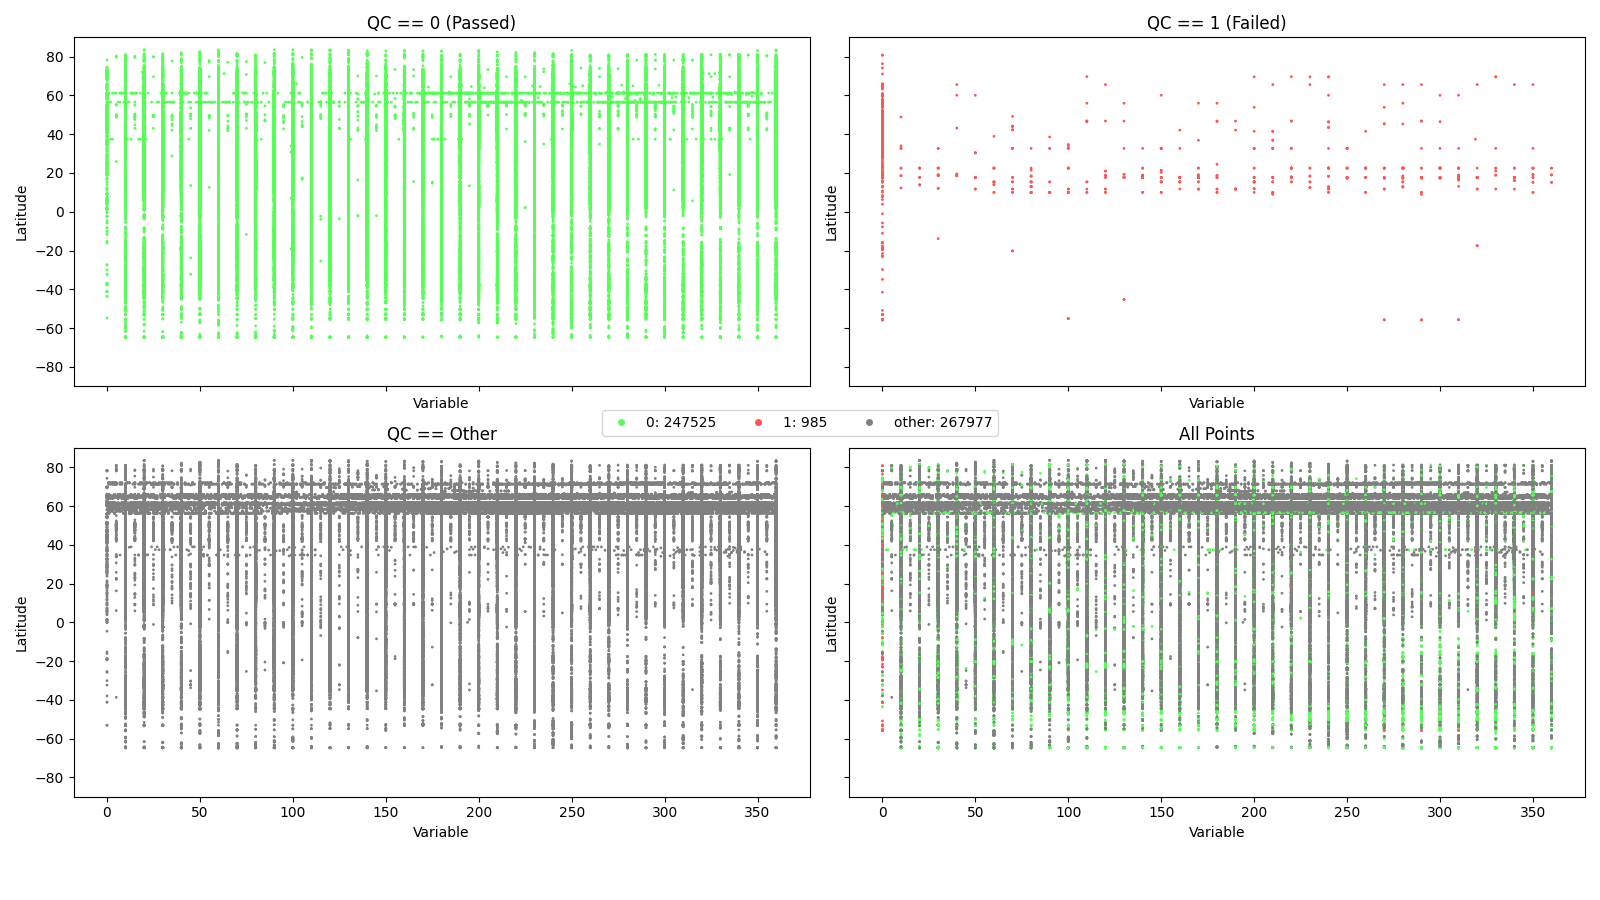 QC == 0 (Passed)
QC == 1 (Failed)
80
60
40
20
0
−20
−40
−60
−80
Latitude
Latitude
Variable
Variable
0: 247525
1: 985
other: 267977
QC == Other
All Points
80
60
40
20
0
−20
−40
−60
−80
Latitude
Latitude
0 50 100 150 200 250 300 350
0 50 100 150 200 250 300 350
Variable
Variable